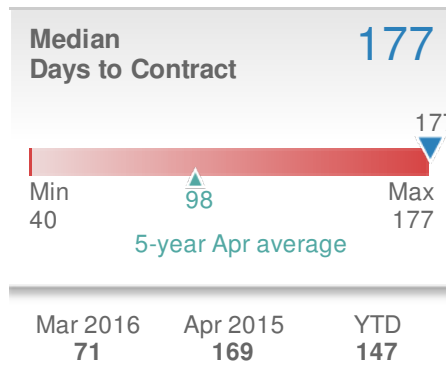 Median
Days to Contract
177
177
Min
40
98
Max
177
5-year Apr average
Mar 2016
71
Apr 2015
169
YTD
147